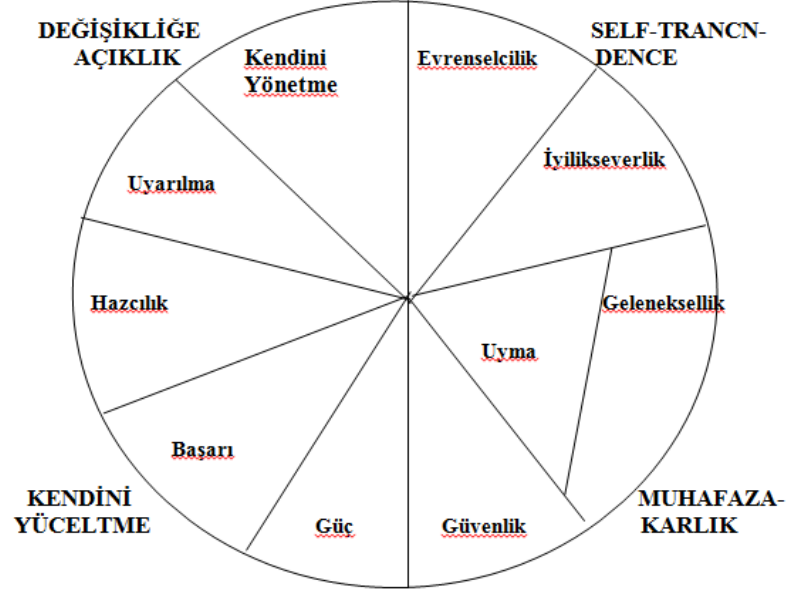 DEĞİŞİKLİĞE
AÇIKLIK
Kendini
Yönetme
Evrenselcilik
SELF-TRANCN-
DENCE
İyilikseverlik
Uyarılma
Hazcılık
Geleneksellik
Uyma
Başarı
KENDİNİ
YÜCELTME
Güç
Güvenlik
MUHAFAZA-
KARLIK